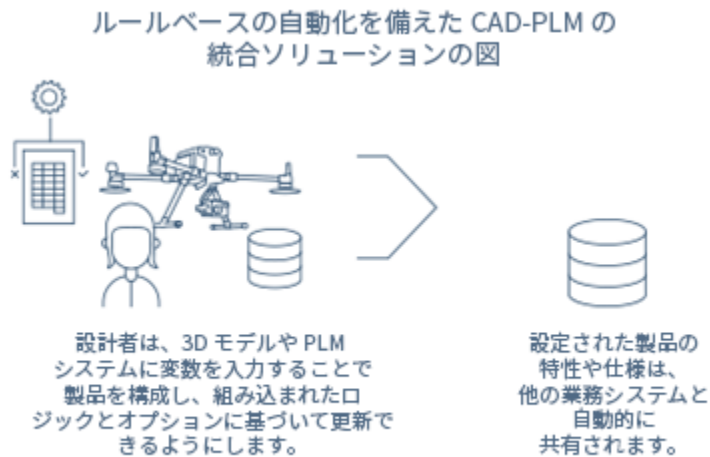 ルールベースの自動化を備えた CAD-PLM の
統合ソリューションの図
設計者は、3D モデルや PLM
システムに変数を入力することで
製品を構成し、組み込まれたロ
ジックとオプションに基づいて更新で
きるようにします。
設定された製品の
特性や仕様は、
他の業務システムと
自動的に
共有されます。